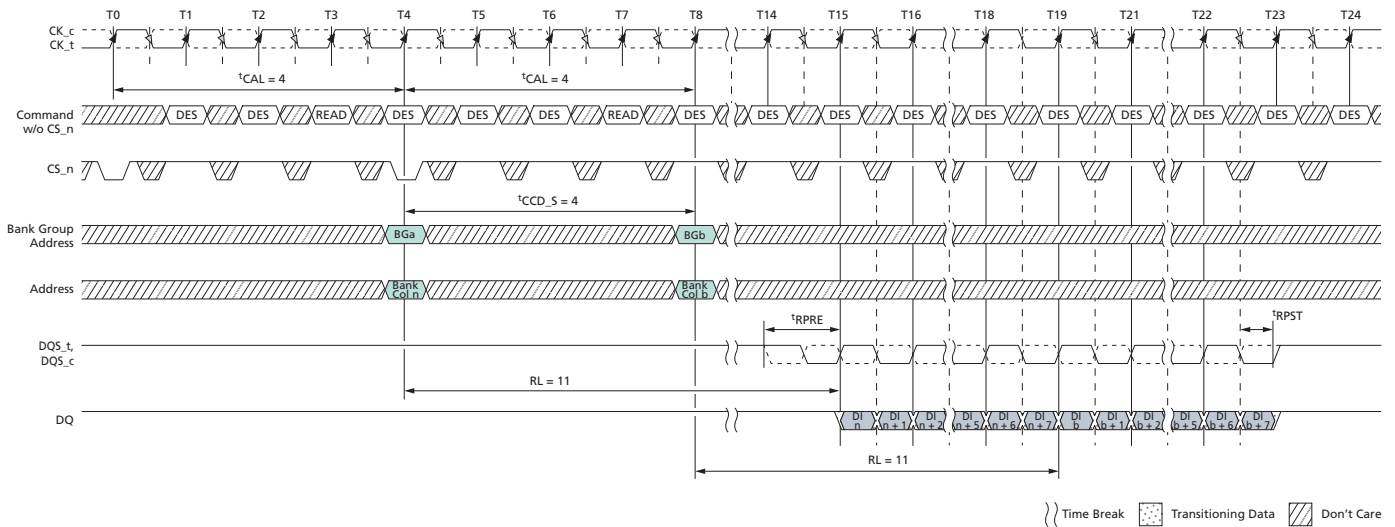 T0 T1 T2 T3 T4 T5 T6 T7 T8 T14 T15 T16 T18 T19 T21 T22 T23 T24
CK_c
CK_t
tCAL = 4 tCAL = 4
Command w/o CS_n DES DES READ DES DES DES READ DES DES DES DES DES DES DES DES DES DES
CS_n
tCCD_S = 4
Bank Group Address BGa BGb
Address Bank Col n Bank Col b
tRPRE tRPST
DQS_t,
DQS_c
RL = 11
DQ DI n DI n + 1 DI n + 2 DI n + 5 DI n + 6 DI n + 7 DI b DI b + 1 DI b + 2 DI b + 5 DI b + 6 DI b + 7
RL = 11
Time Break Transitioning Data Don't Care